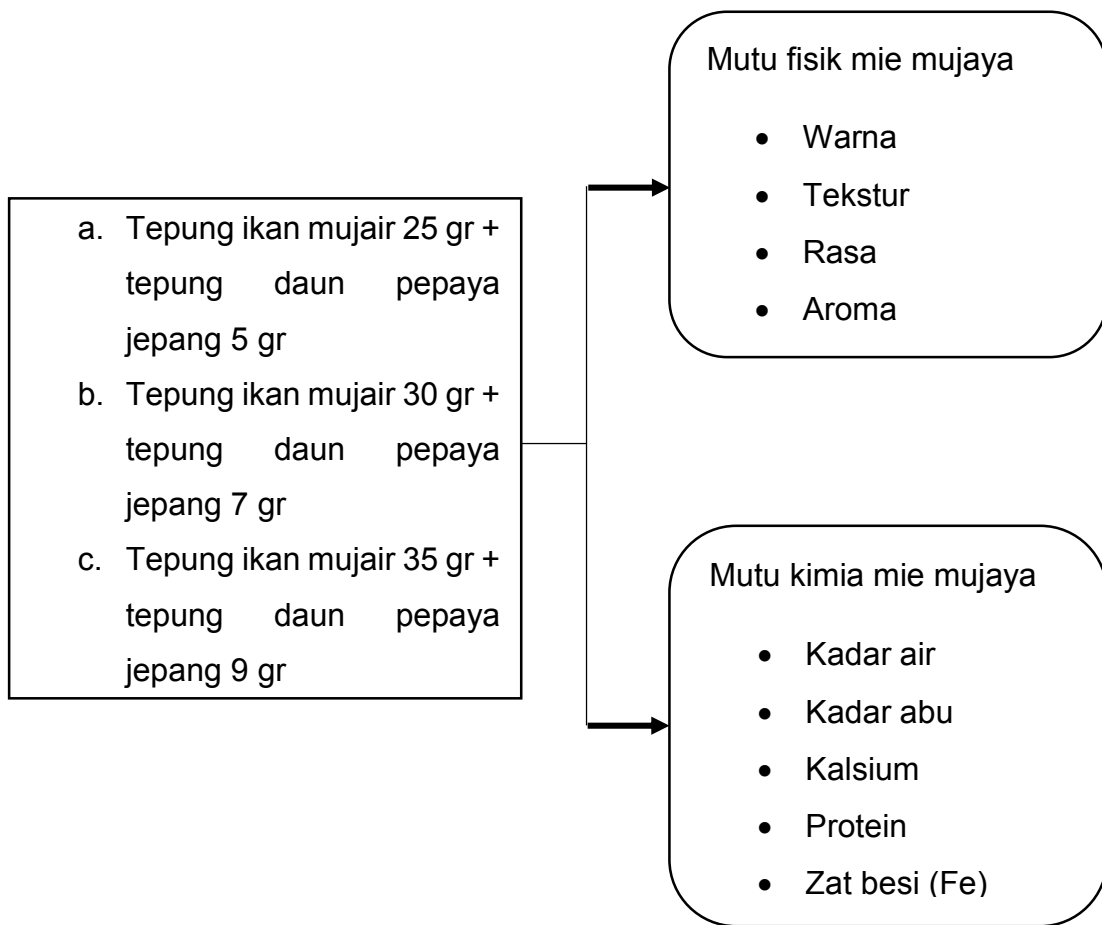 a. Tepung ikan mujair 25 gr +
tepung daun pepaya
jepang 5 gr
b. Tepung ikan mujair 30 gr +
tepung daun pepaya
jepang 7 gr
c. Tepung ikan mujair 35 gr +
tepung daun pepaya
jepang 9 gr
Mutu fisik mie mujaya
• Warna
• Tekstur
• Rasa
• Aroma
Mutu kimia mie mujaya
• Kadar air
• Kadar abu
• Kalsium
• Protein
• Zat besi (Fe)